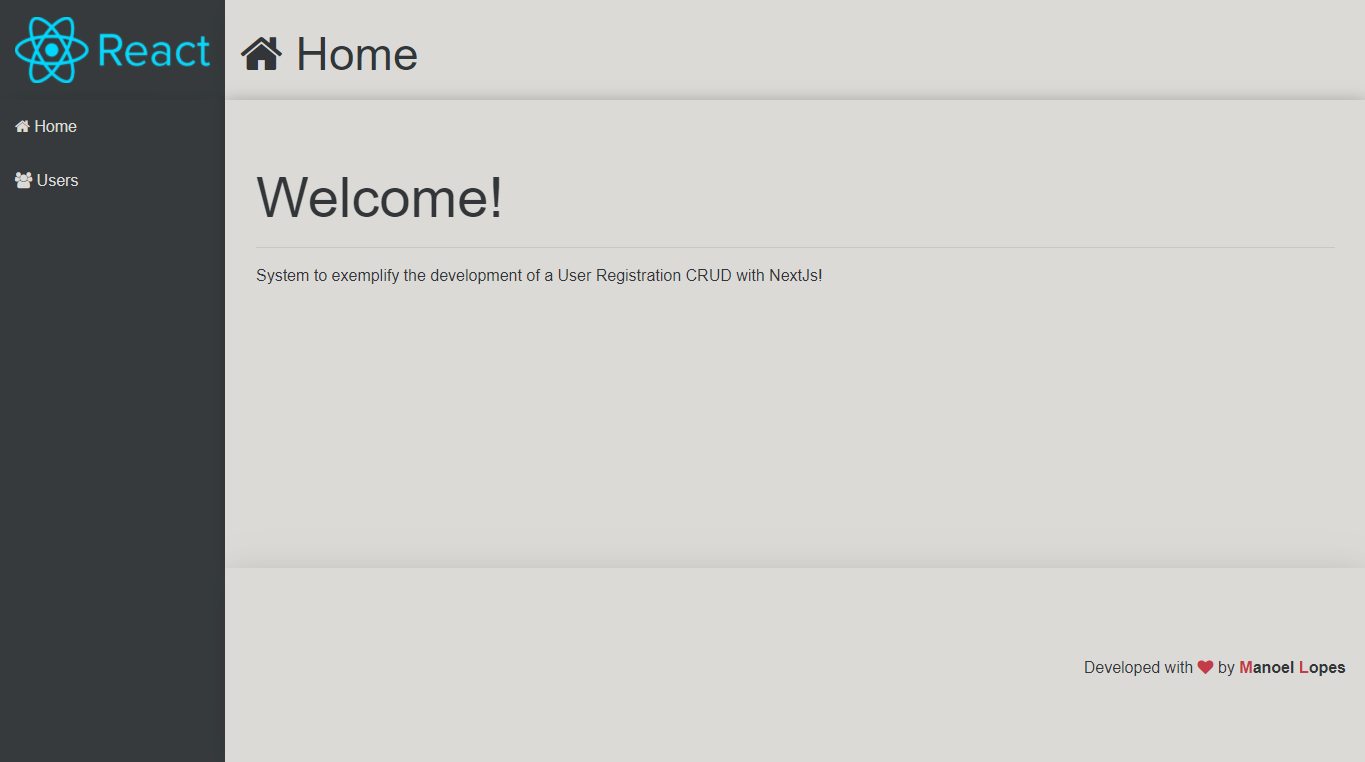 React
Home
Home
Users
Welcome!
System to exemplify the development of a User Registration CRUD with NextJs!
Developed with by Manoel Lopes